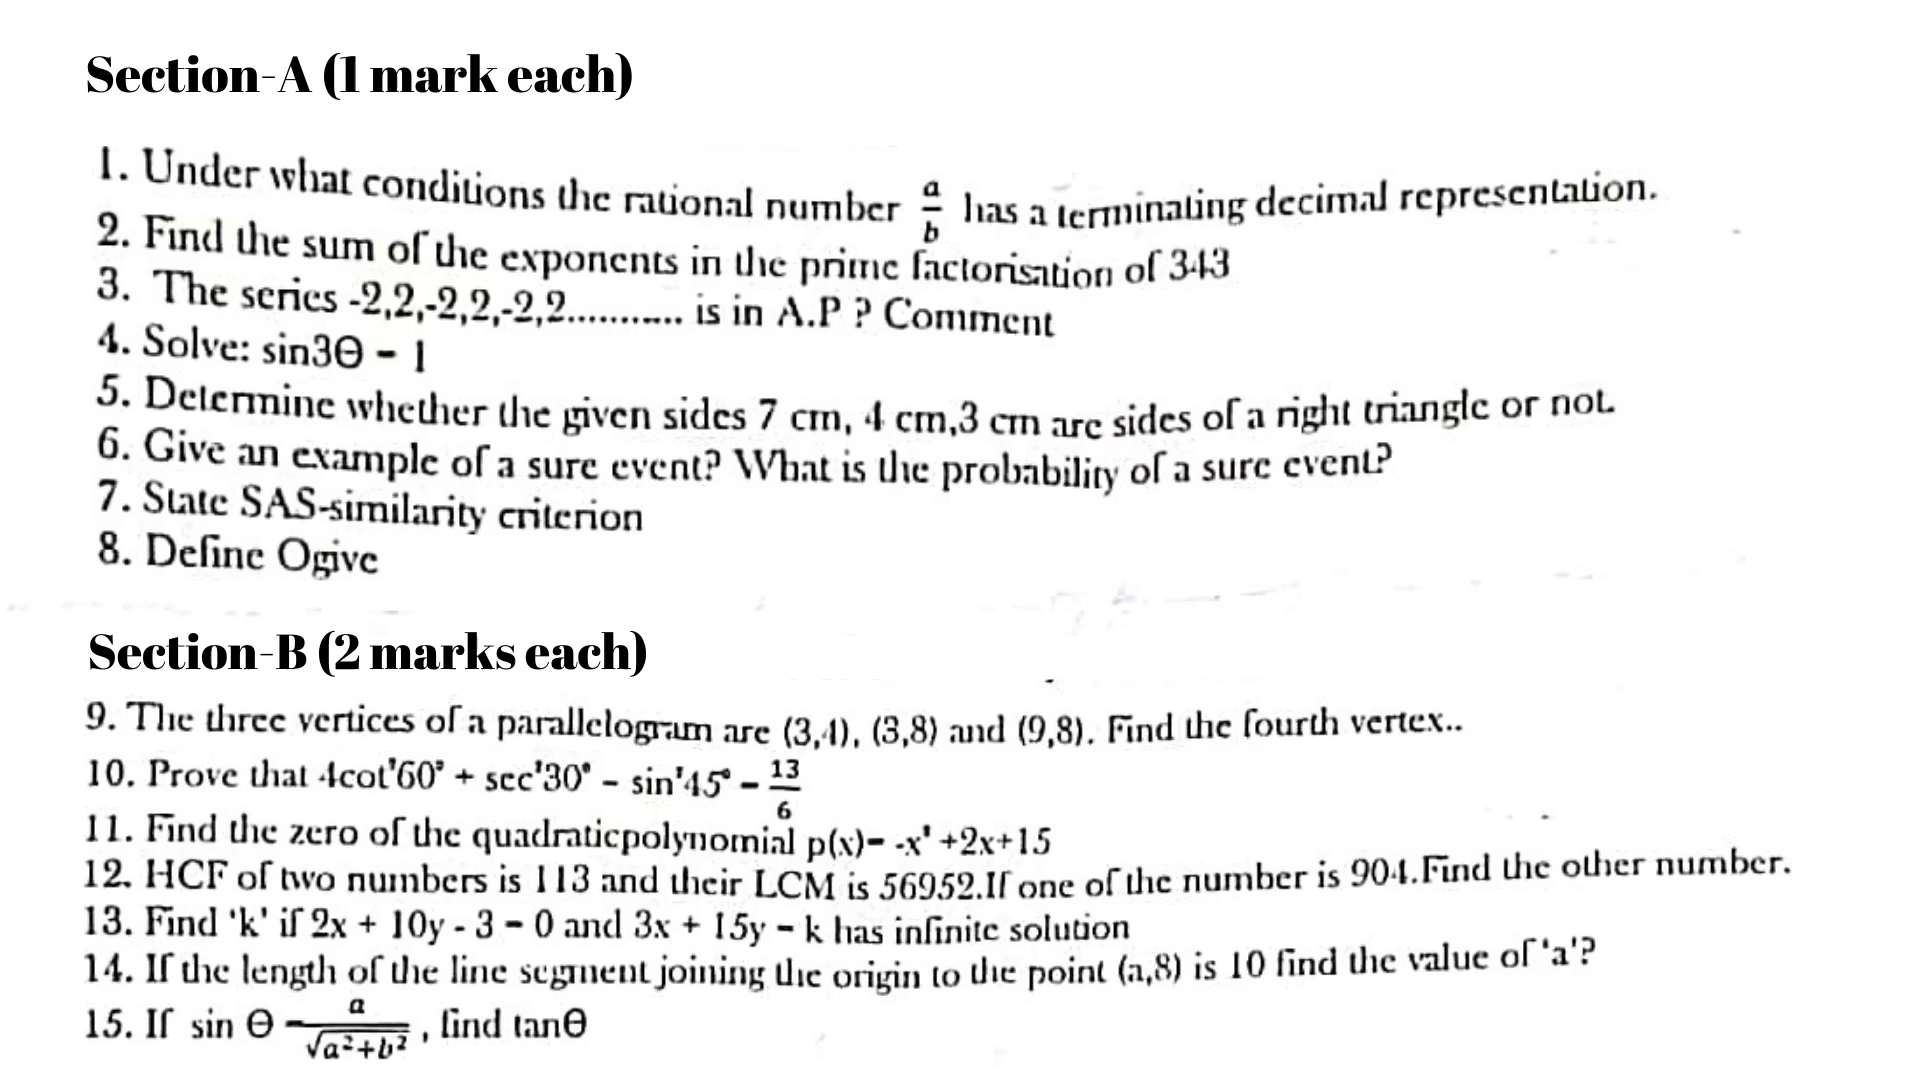 Section-A (1 mark each)
1. Under what conditions the rational number a/b has a terminating decimal representation.
2. Find the sum of the exponents in the prime factorisation of 343
3. The series -2,2,-2,2,-2,2........... is in A.P ? Comment
4. Solve: sin3θ = 1
5. Determine whether the given sides 7 cm, 4 cm,3 cm are sides of a right triangle or not.
6. Give an example of a sure event? What is the probability of a sure event?
7. State SAS-similarity criterion
8. Define Ogive
Section-B (2 marks each)
9. The three vertices of a parallelogram are (3,4), (3,8) and (9,8). Find the fourth vertex..
10. Prove that 4cot²60° + sec²30° - sin²45° = 13/6
11. Find the zero of the quadraticpolynomial p(x)= -x² +2x+15
12. HCF of two numbers is 113 and their LCM is 56952.If one of the number is 904.Find the other number.
13. Find 'k' if 2x + 10y - 3 = 0 and 3x + 15y = k has infinite solution
14. If the length of the line segment joining the origin to the point (a,8) is 10 find the value of 'a'?
15. If sin θ = a/√a²+b² , find tanθ